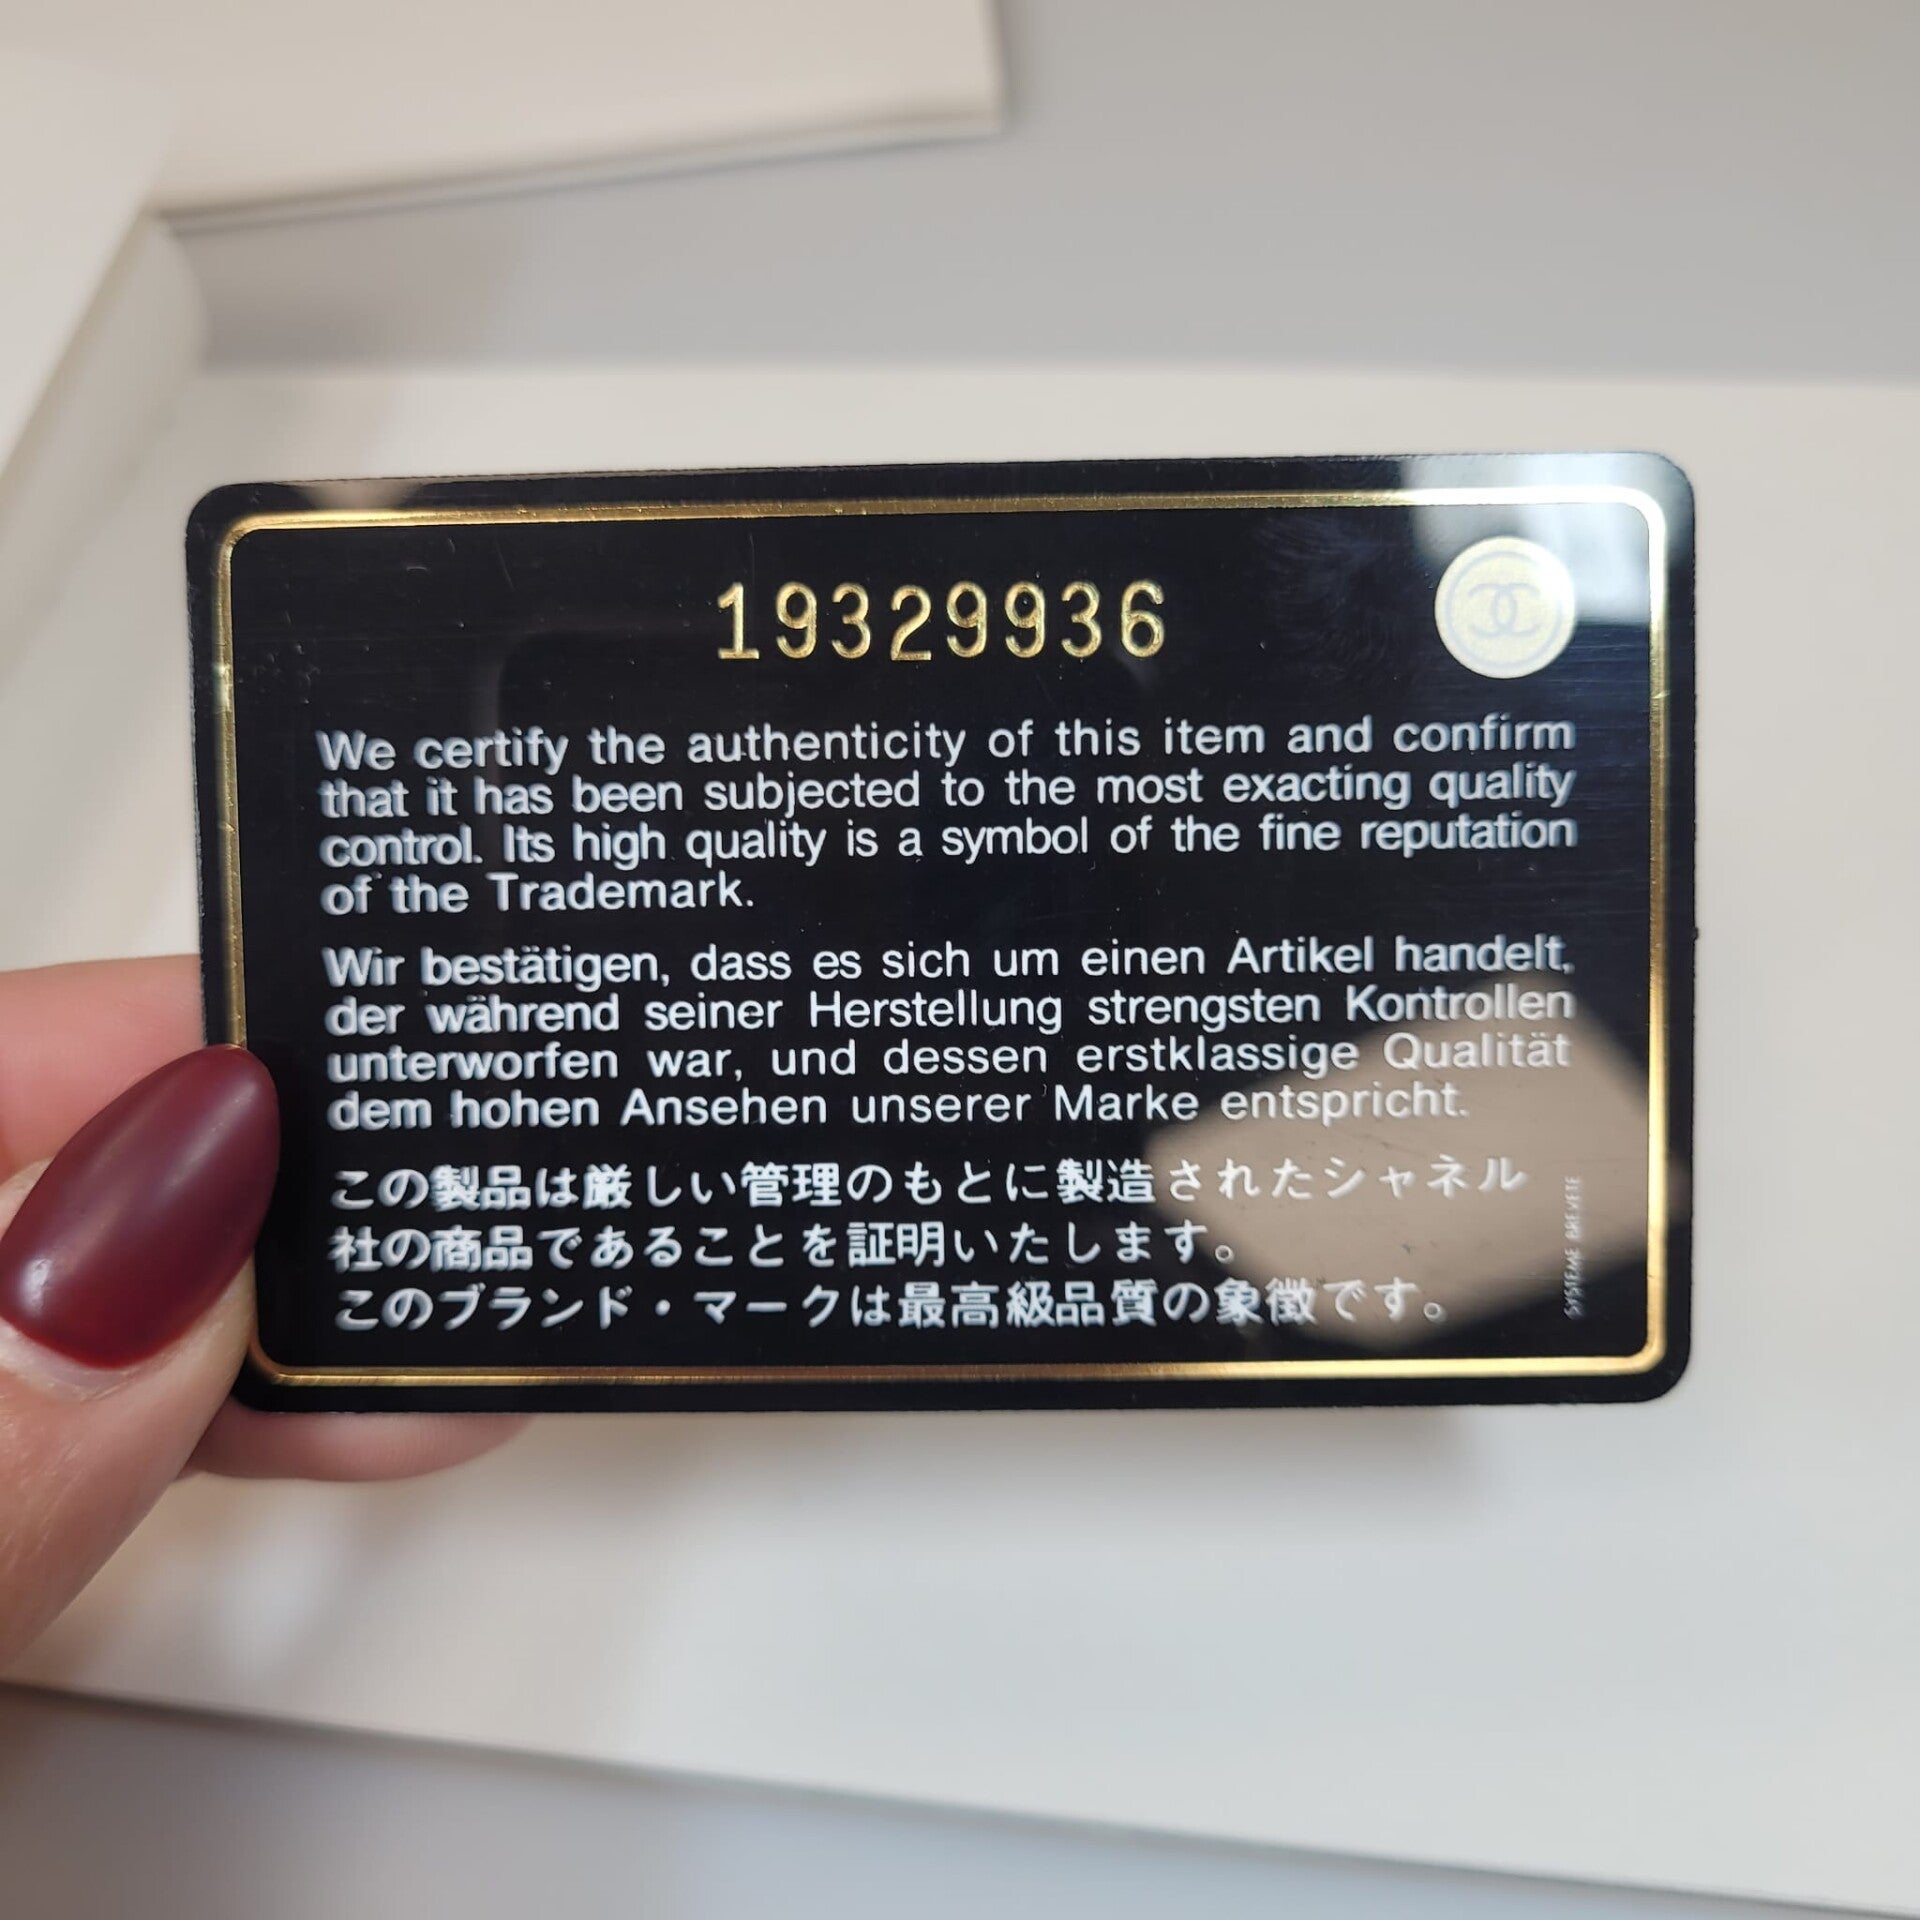 19329936
We certify the authenticity of this item and confirm
that it has been subjected to the most exacting quality
control. Its high quality is a symbol of the fine reputation
of the Trademark.
Wir bestätigen, dass es sich um einen Artikel handelt,
der während seiner Herstellung strengsten Kontrollen
unterworfen war, und dessen erstklassige Qualität
dem hohen Ansehen unserer Marke entspricht.
この製品は厳しい管理のもとに製造されたシャネル
社の商品であることを証明いたします。
このブランド・マークは最高級品質の象徴です。
SYSTEME BREVETE